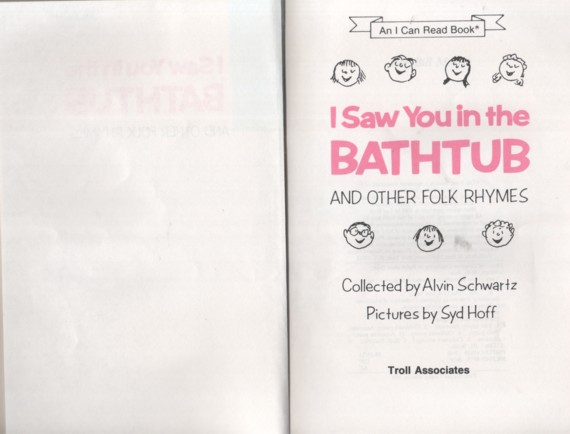 An I Can Read Book®
I Saw You in the
BATHTUB
AND OTHER FOLK RHYMES
Collected by Alvin Schwartz
Pictures by Syd Hoff
Troll Associates